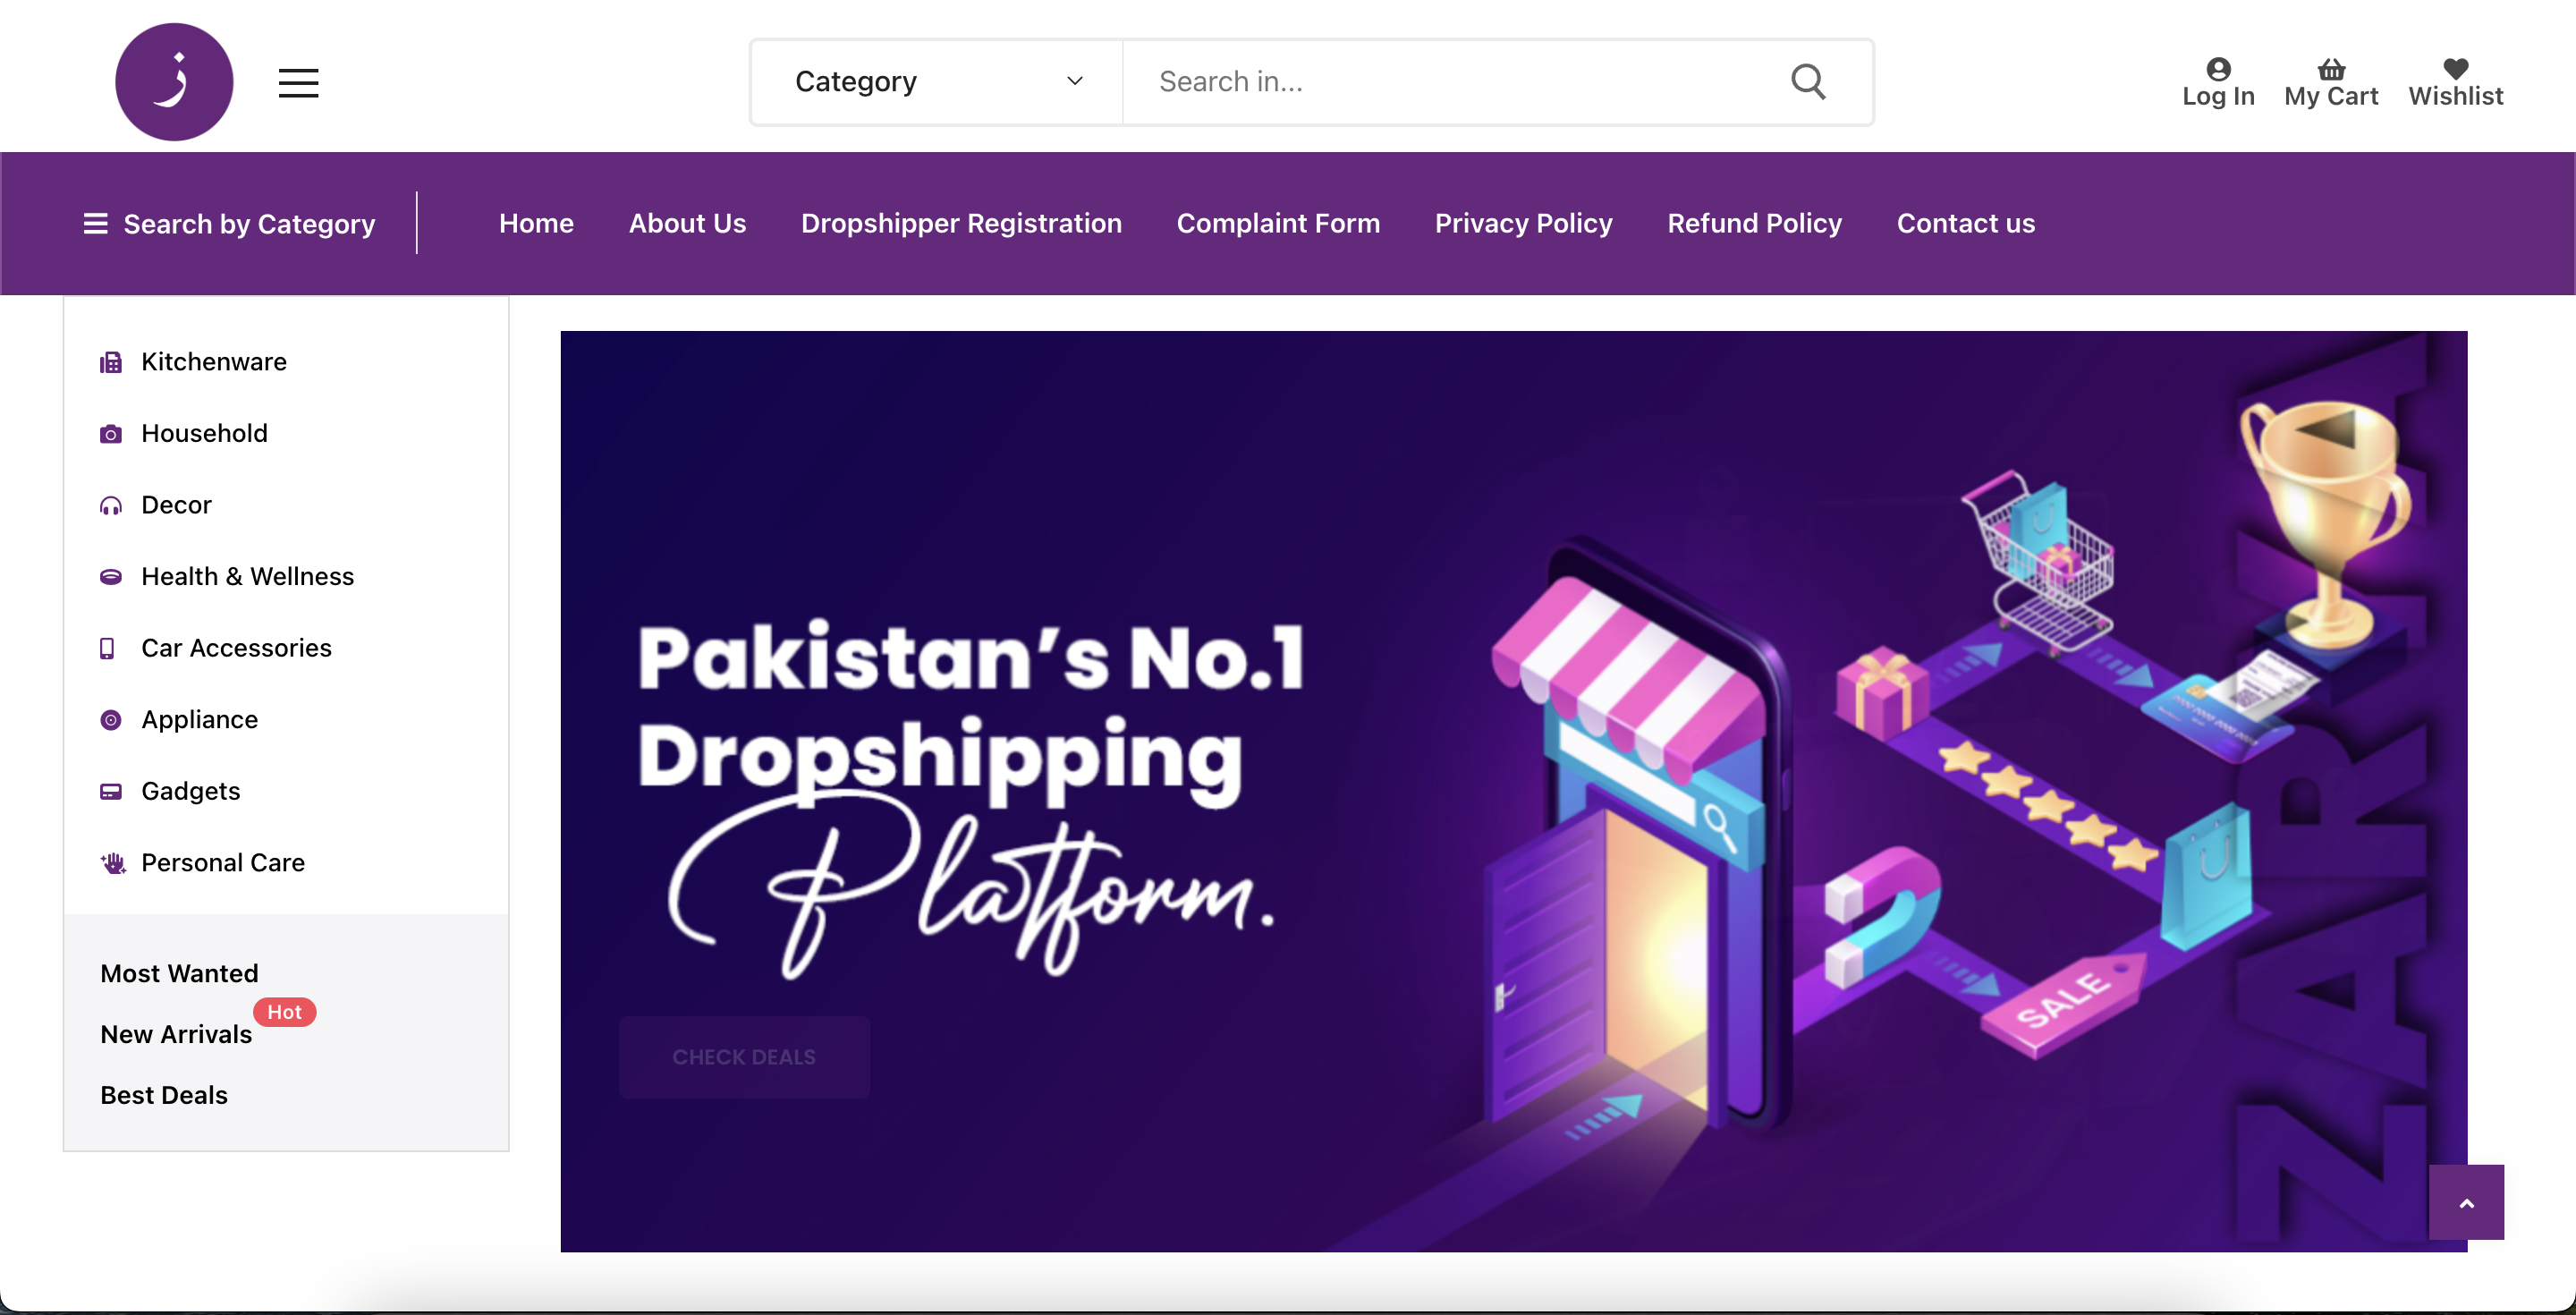 ز
Category
Search in...
Log In
My Cart
Wishlist
Search by Category
Home
About Us
Dropshipper Registration
Complaint Form
Privacy Policy
Refund Policy
Contact us
Kitchenware
Household
Decor
Health & Wellness
Car Accessories
Appliance
Gadgets
Personal Care
Most Wanted
Hot
New Arrivals
Best Deals
Pakistan's No.1
Dropshipping
Platform.
CHECK DEALS
SALE